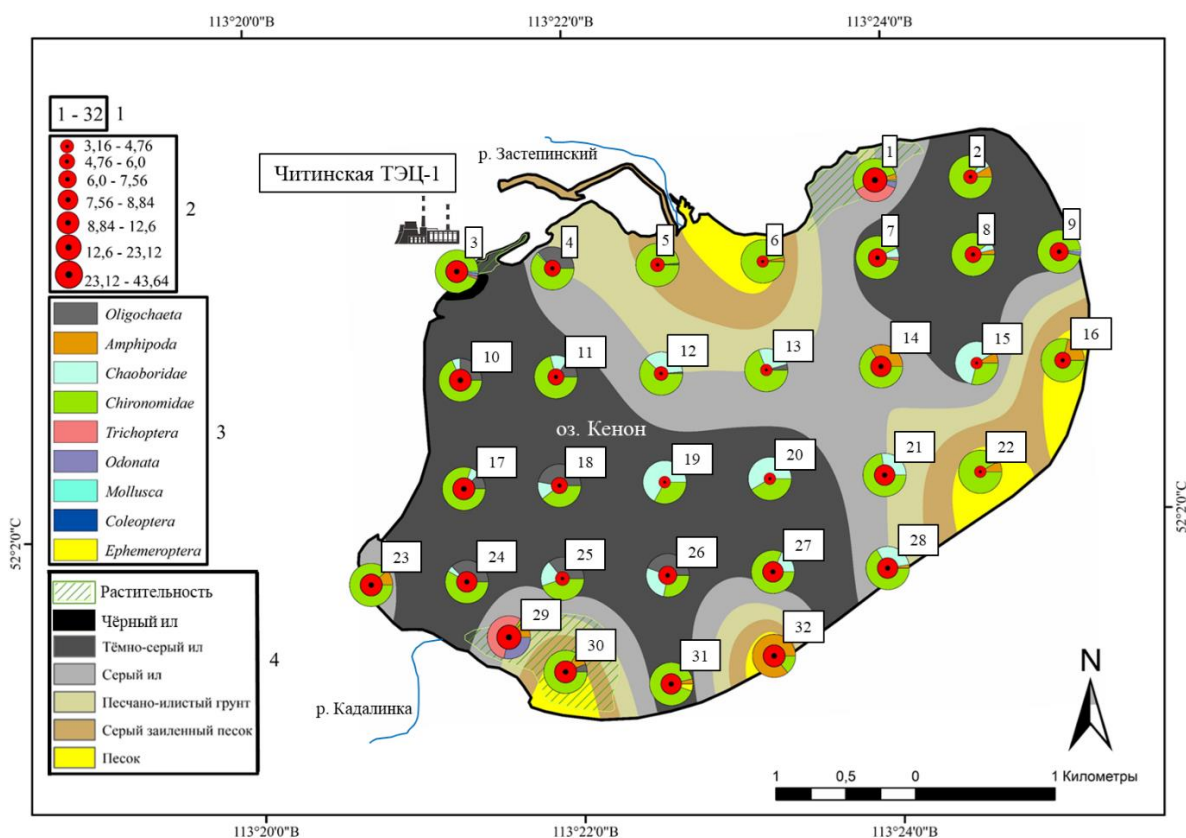 113°20'0"В
113°22'0"В
113°24'0"В
1 - 32
1
3,16 - 4,76
4,76 - 6,0
6,0 - 7,56
7,56 - 8,84
8,84 - 12,6
12,6 - 23,12
23,12 - 43,64
2
Oligochaeta
Amphipoda
Chaoboridae
Chironomidae
Trichoptera
Odonata
Mollusca
Coleoptera
Ephemeroptera
3
Растительность
Чёрный ил
Тёмно-серый ил
Серый ил
Песчано-илистый грунт
Серый заиленный песок
Песок
4
р. Застепинский
Читинская ТЭЦ-1
1
2
3
4
5
6
7
8
9
10
11
12
13
14
15
16
оз. Кенон
17
18
19
20
21
22
23
24
25
26
27
28
29
30
31
32
р. Кадалинка
52°2'0"С
52°2'0"С
N
1
0,5
0
1 Километры
113°20'0"В
113°22'0"В
113°24'0"В